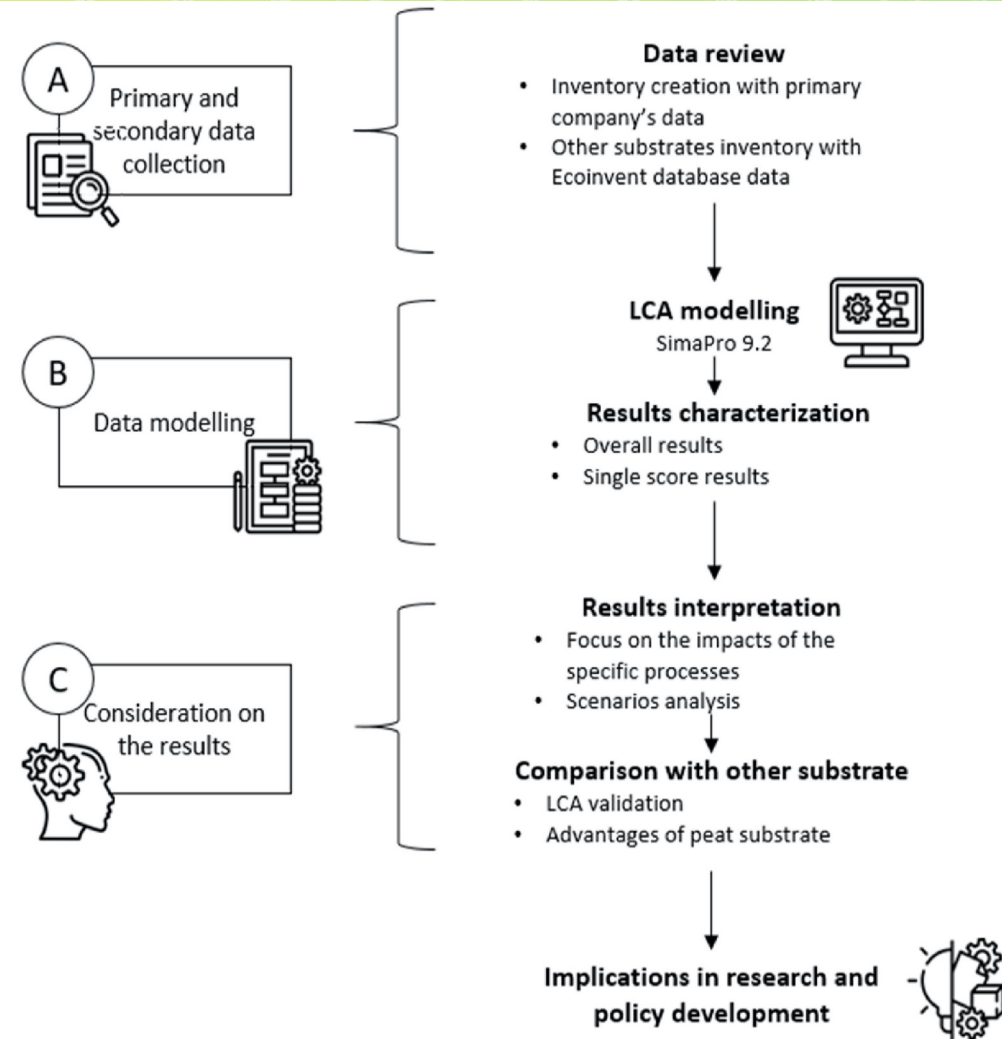 A
Primary and
secondary data
collection
Data review
• Inventory creation with primary
company's data
• Other substrates inventory with
Ecoinvent database data
B
Data modelling
LCA modelling
SimaPro 9.2
Results characterization
• Overall results
• Single score results
C
Consideration on
the results
Results interpretation
• Focus on the impacts of the
specific processes
• Scenarios analysis
Comparison with other substrate
• LCA validation
• Advantages of peat substrate
Implications in research and
policy development